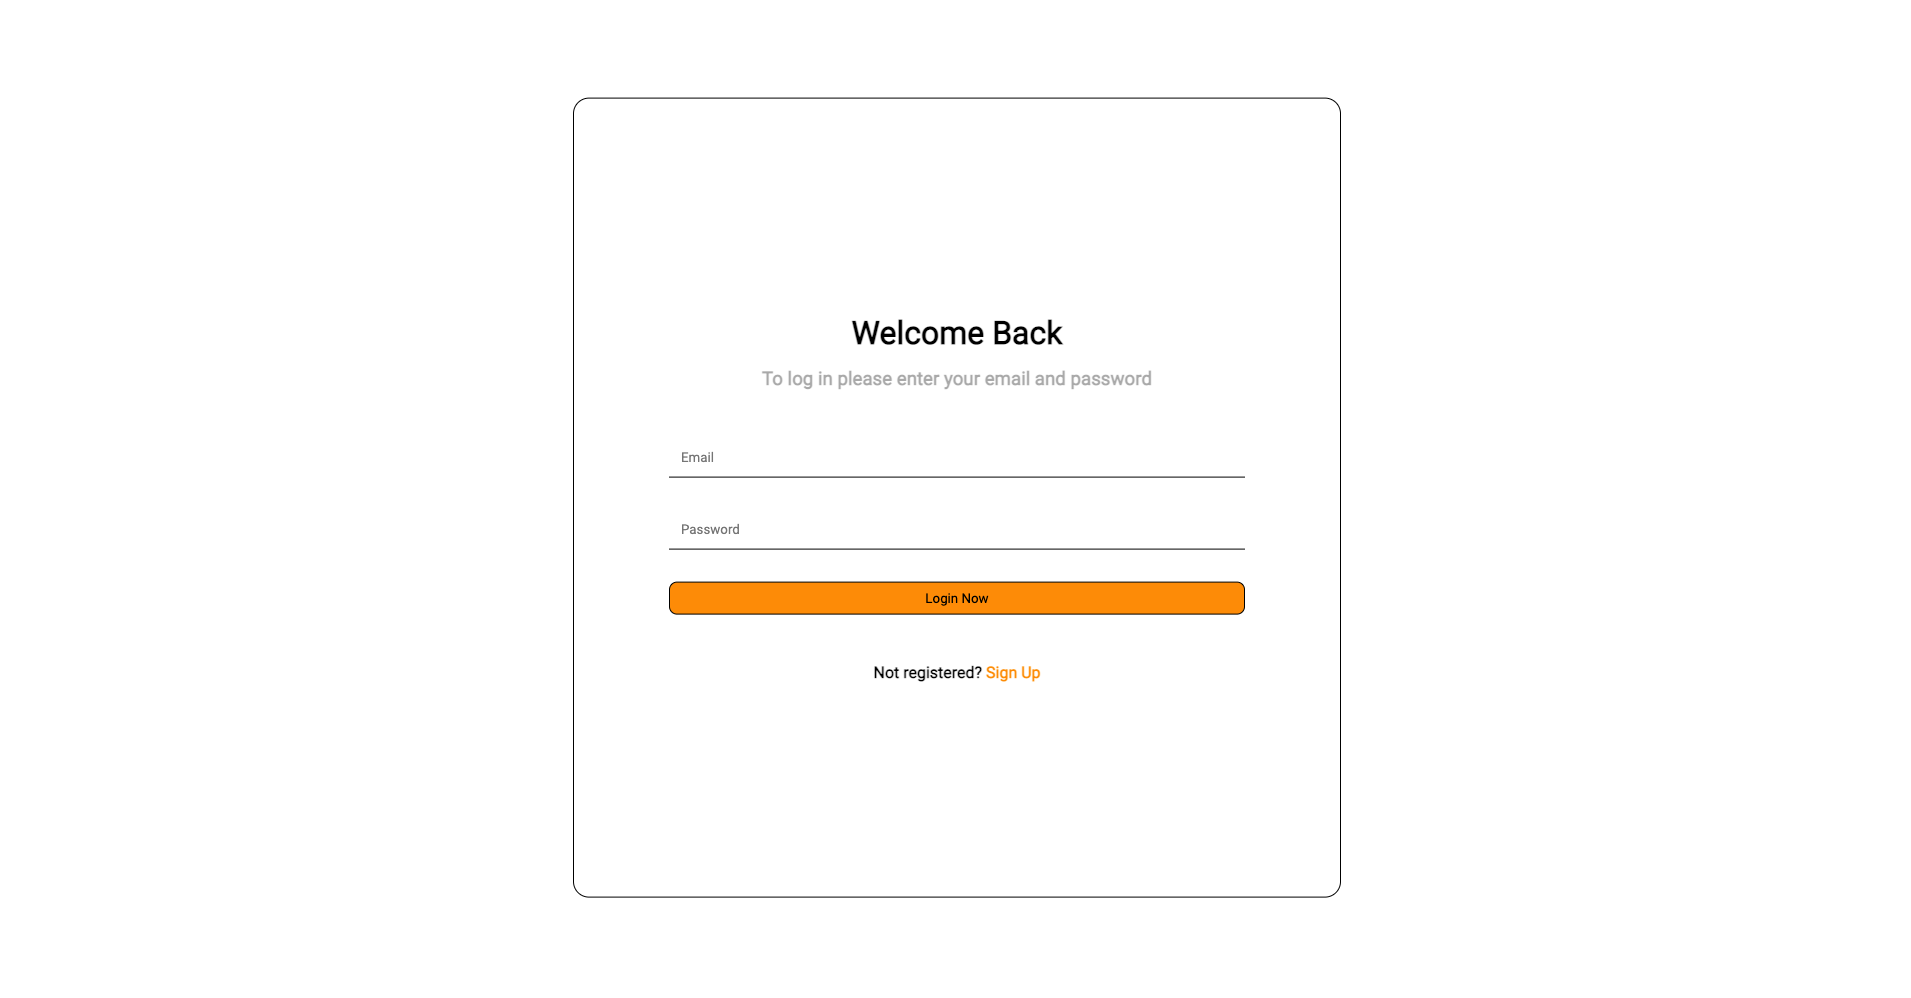 Welcome Back
To log in please enter your email and password
Email
Password
Login Now
Not registered? Sign Up